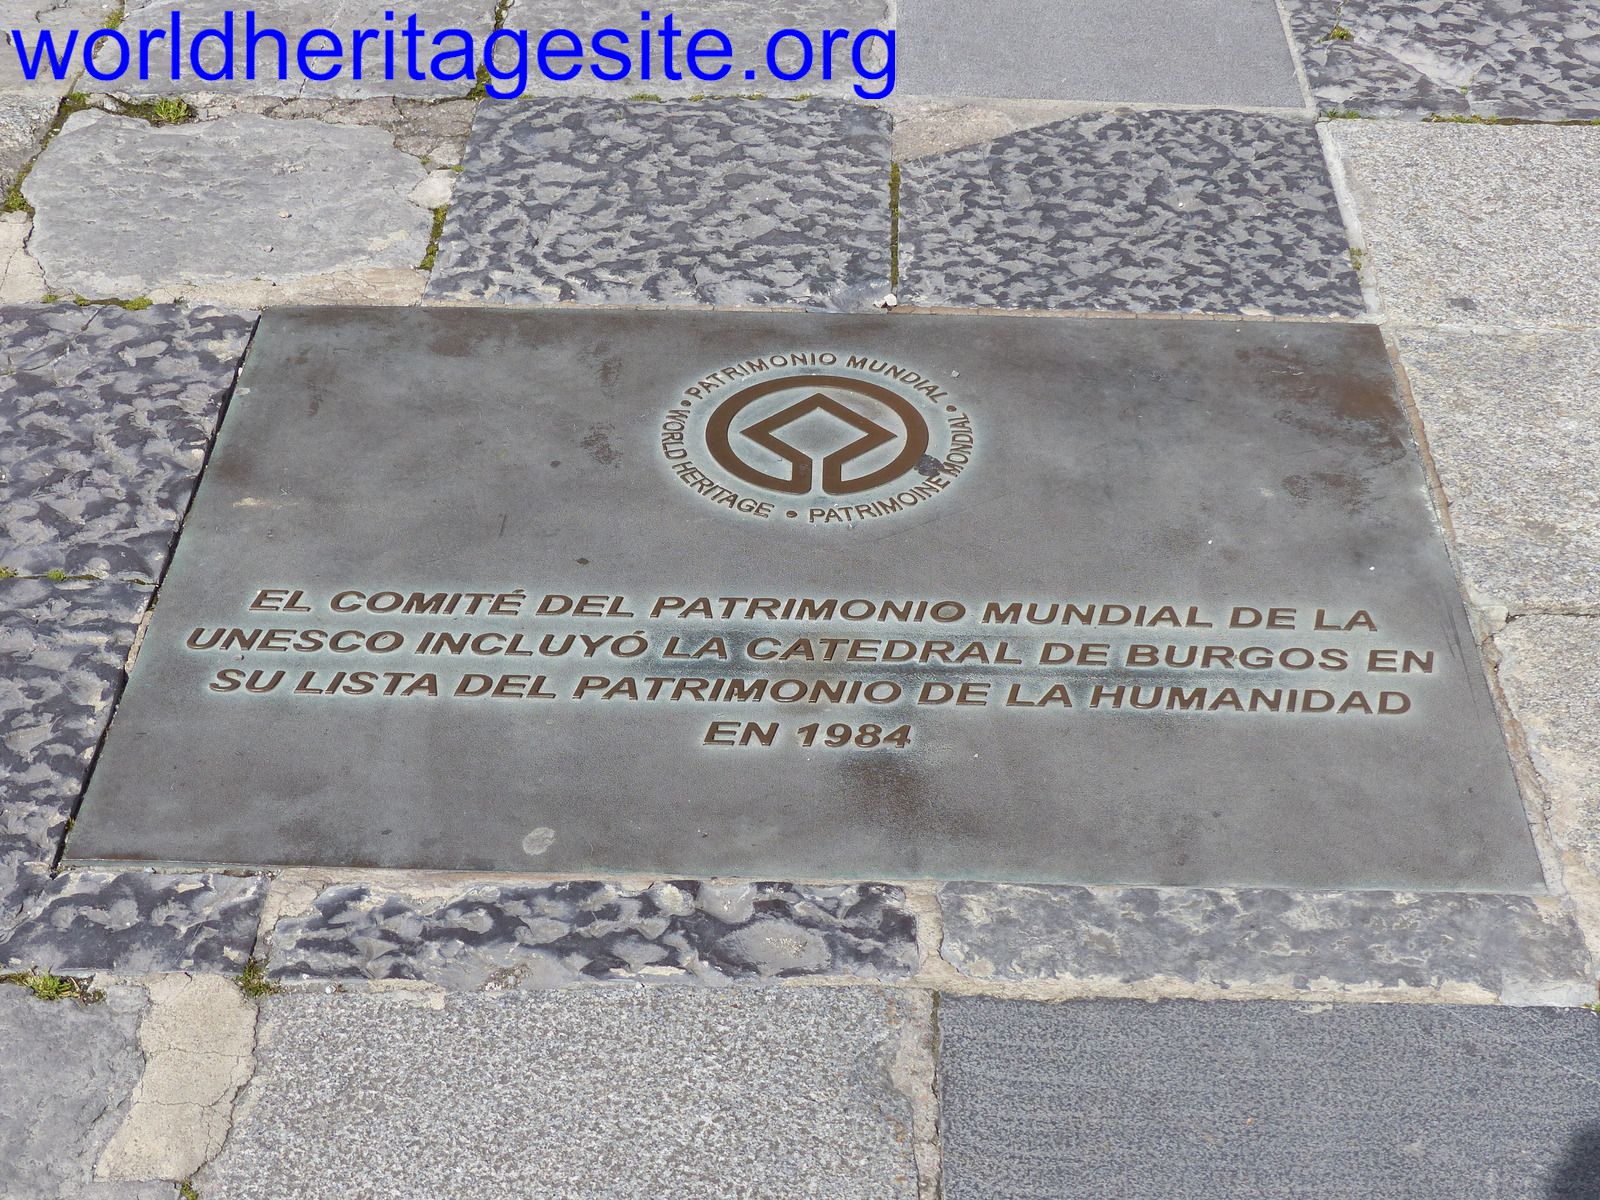 worldheritagesite.org
PATRIMONIO MUNDIAL • PATRIMOINE MONDIAL • WORLD HERITAGE •
EL COMITÉ DEL PATRIMONIO MUNDIAL DE LA
UNESCO INCLUYÓ LA CATEDRAL DE BURGOS EN
SU LISTA DEL PATRIMONIO DE LA HUMANIDAD
EN 1984